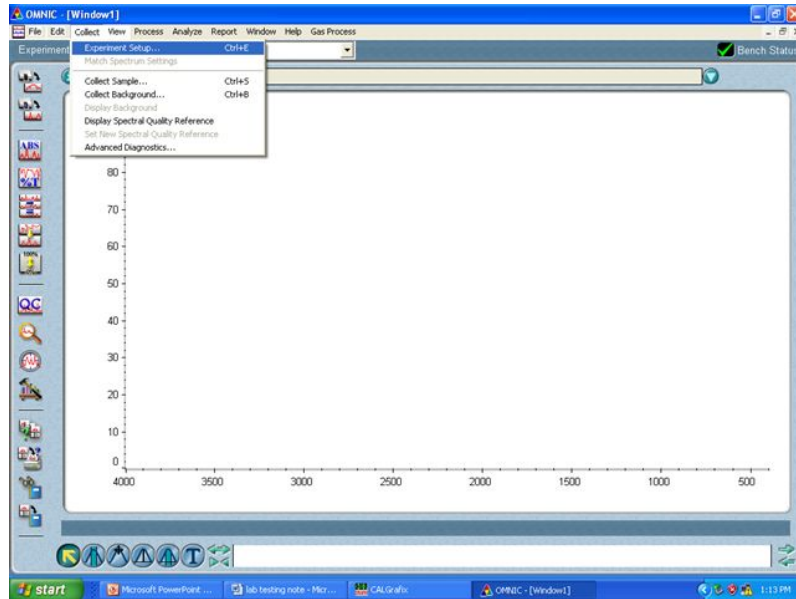 OMNIC - [Window1]
File Edit Collect View Process Analyze Report Window Help Gas Process
Experiment
Bench Status
Experiment Setup... Ctrl+E
Match Spectrum Settings
Collect Sample... Ctrl+S
Collect Background... Ctrl+B
Display Background
Display Spectral Quality Reference
Set New Spectral Quality Reference
Advanced Diagnostics...
ABS
%T
100%
QC
80
70
60
50
40
30
20
10
0
4000 3500 3000 2500 2000 1500 1000 500
T
start Microsoft PowerPoint ... lab testing note - Micr... CALGrafix OMNIC - [Window1] 1:13 PM